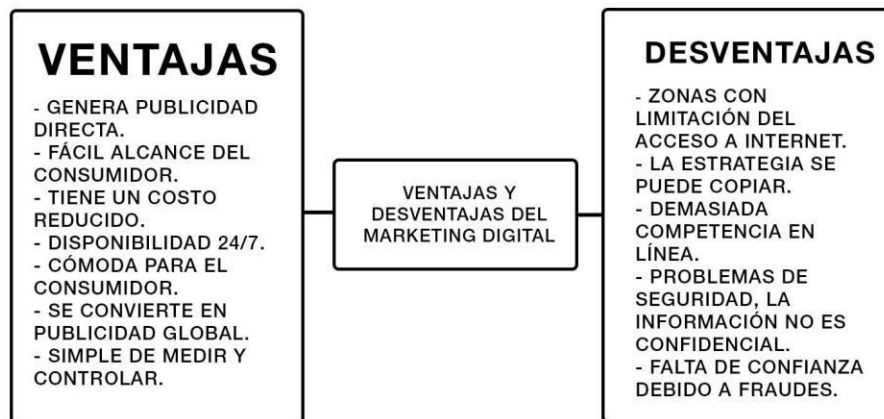 VENTAJAS
- GENERA PUBLICIDAD
DIRECTA.
- FÁCIL ALCANCE DEL
CONSUMIDOR.
- TIENE UN COSTO
REDUCIDO.
- DISPONIBILIDAD 24/7.
- CÓMODA PARA EL
CONSUMIDOR.
- SE CONVIERTE EN
PUBLICIDAD GLOBAL.
- SIMPLE DE MEDIR Y
CONTROLAR.
VENTAJAS Y
DESVENTAJAS DEL
MARKETING DIGITAL
DESVENTAJAS
- ZONAS CON
LIMITACIÓN DEL
ACCESO A INTERNET.
- LA ESTRATEGIA SE
PUEDE COPIAR.
- DEMASIADA
COMPETENCIA EN
LÍNEA.
- PROBLEMAS DE
SEGURIDAD, LA
INFORMACIÓN NO ES
CONFIDENCIAL.
- FALTA DE CONFIANZA
DEBIDO A FRAUDES.